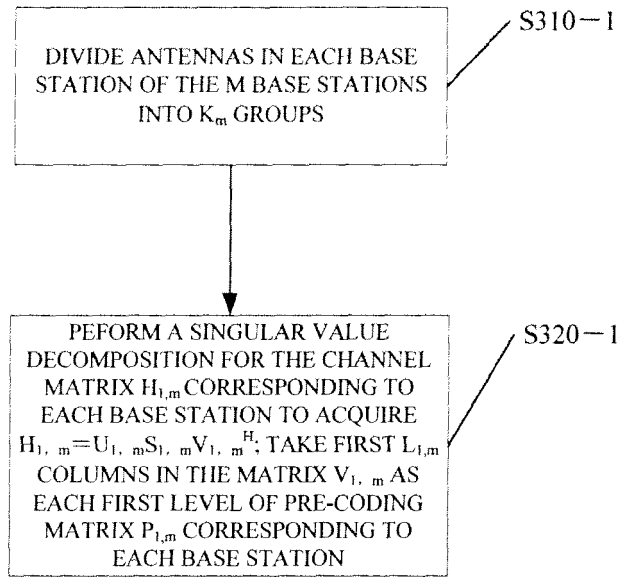 S310-1
DIVIDE ANTENNAS IN EACH BASE
STATION OF THE M BASE STATIONS
INTO Kₘ GROUPS
S320-1
PEFORM A SINGULAR VALUE
DECOMPOSITION FOR THE CHANNEL
MATRIX H₁,ₘ CORRESPONDING TO
EACH BASE STATION TO ACQUIRE
H₁, ₘ=U₁, ₘS₁, ₘV₁, ₘᴴ; TAKE FIRST L₁,ₘ
COLUMNS IN THE MATRIX V₁, ₘ AS
EACH FIRST LEVEL OF PRE-CODING
MATRIX P₁,ₘ CORRESPONDING TO
EACH BASE STATION